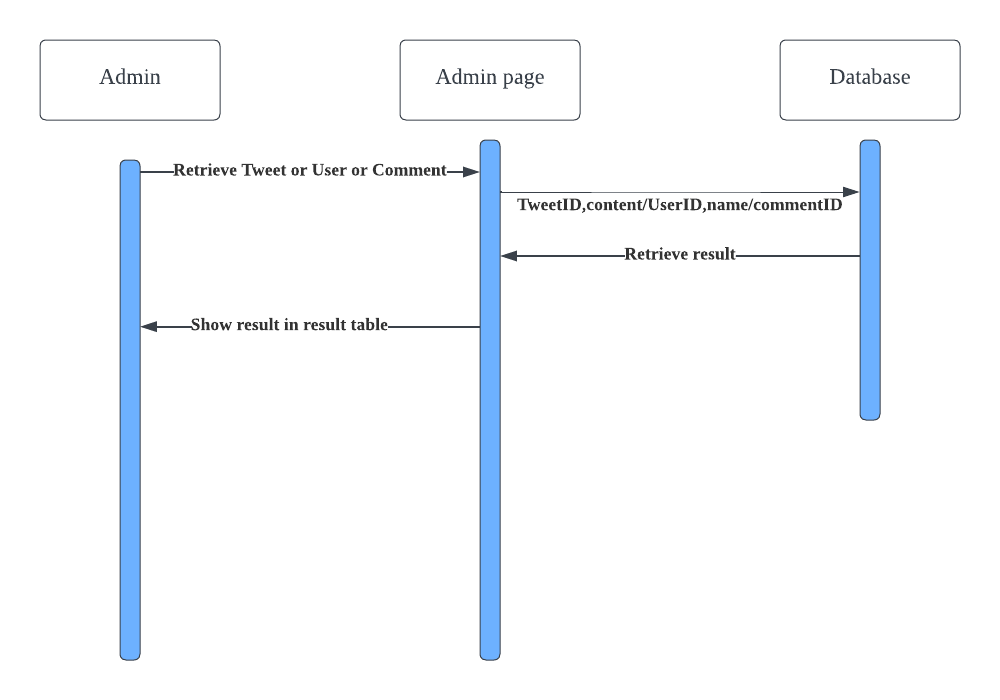 Admin
Admin page
Database
Retrieve Tweet or User or Comment
TweetID,content/UserID,name/commentID
Retrieve result
Show result in result table